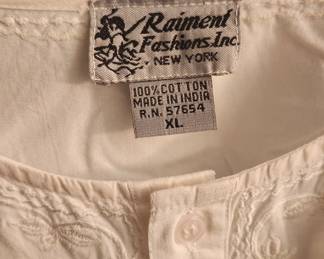 Raiment
Fashions.Inc.
NEW YORK
100% COTTON
MADE IN INDIA
R.N. 57654
XL